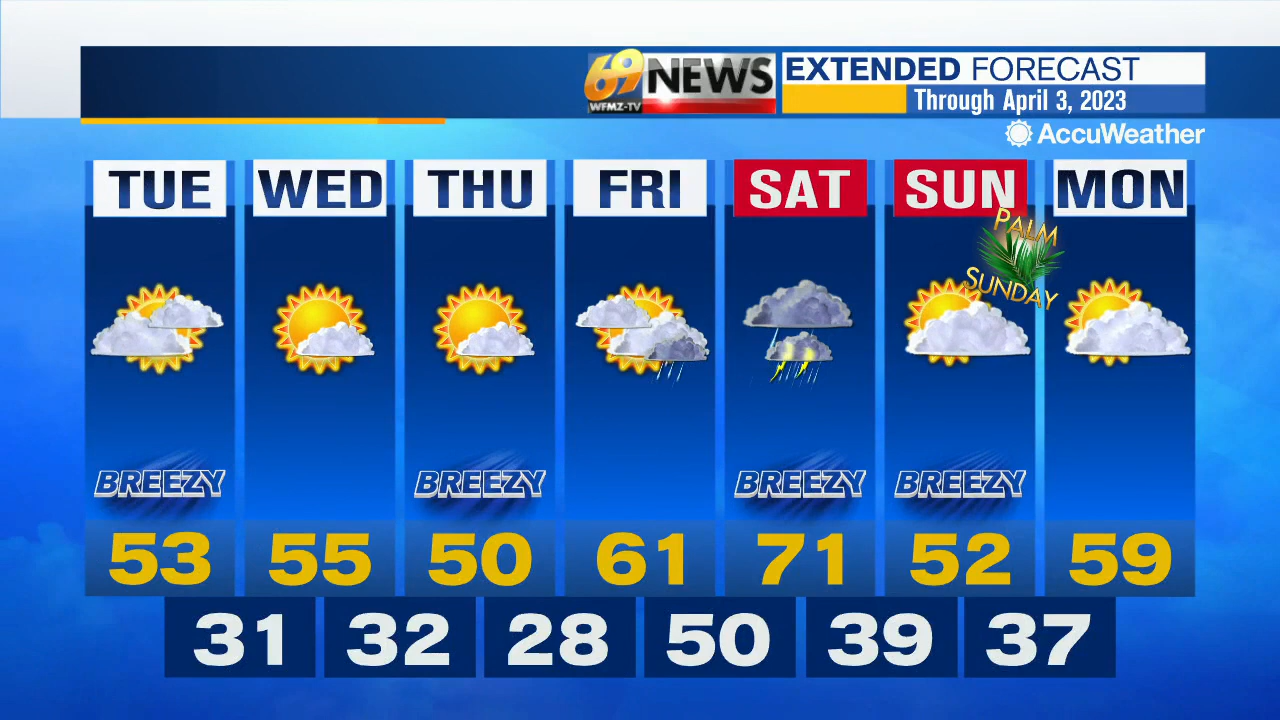 69 NEWS
WFMZ-TV
EXTENDED FORECAST
Through April 3, 2023
AccuWeather
TUE WED THU FRI SAT SUN MON
PALM
SUNDAY
BREEZY BREEZY BREEZY BREEZY
53 55 50 61 71 52 59
31 32 28 50 39 37